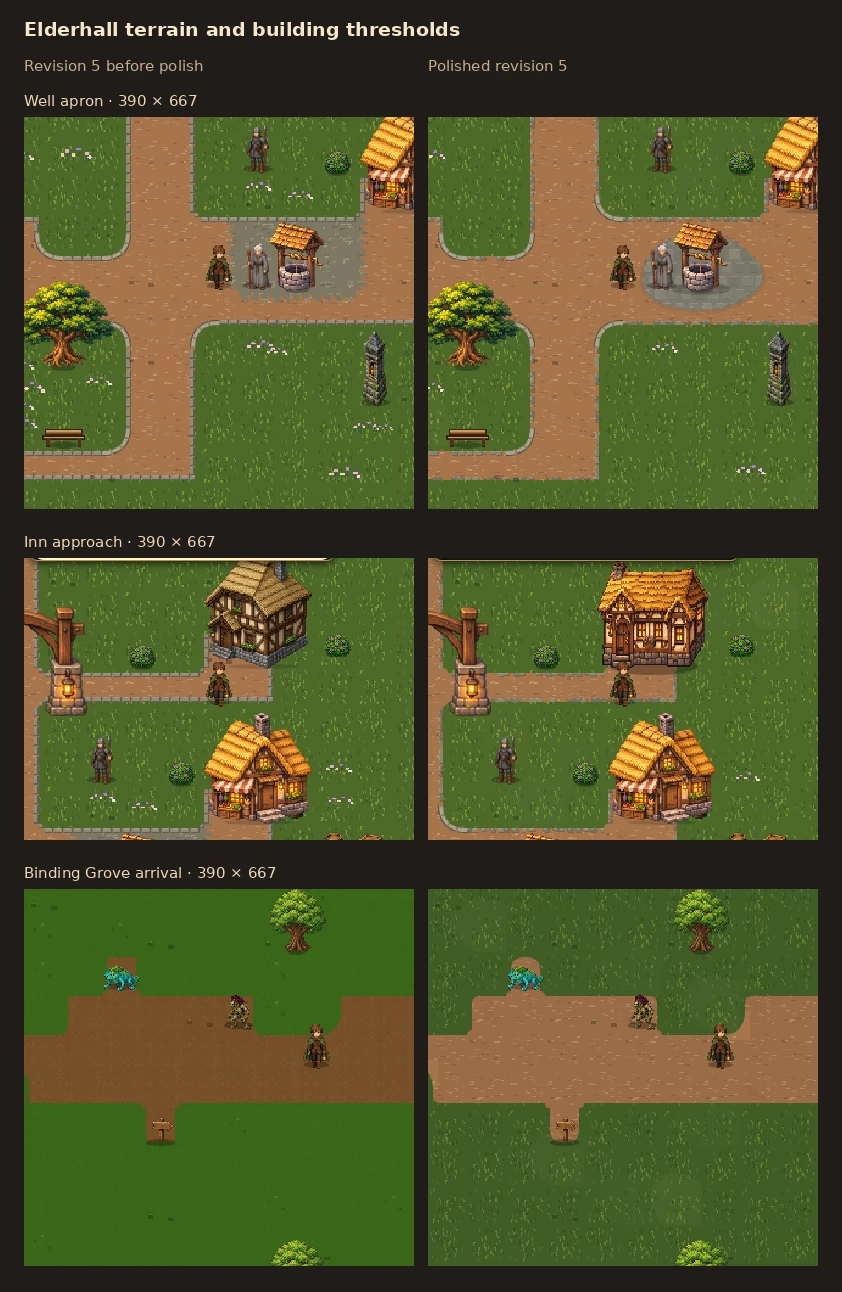 Elderhall terrain and building thresholds
Revision 5 before polish
Polished revision 5
Well apron · 390 × 667
Inn approach · 390 × 667
Binding Grove arrival · 390 × 667